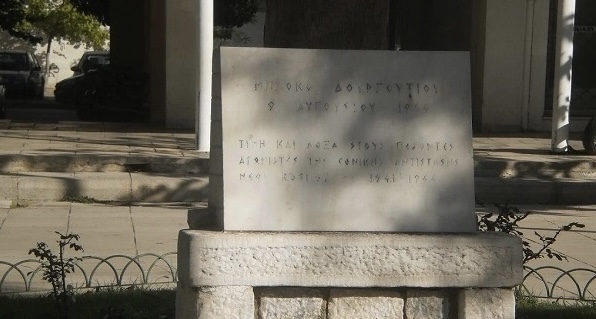 ΜΠΛΟΚΟ ΔΟΥΡΓΟΥΤΙΟΥ
9 ΑΥΓΟΥΣΤΟΥ 1944
ΤΙΜΗ ΚΑΙ ΔΟΞΑ ΣΤΟΥΣ ΠΕΣΟΝΤΕΣ
ΑΓΩΝΙΣΤΕΣ ΤΗΣ ΕΘΝΙΚΗΣ ΑΝΤΙΣΤΑΣΗΣ
ΝΕΟΥ ΚΟΣΜΟΥ 1941 - 1944